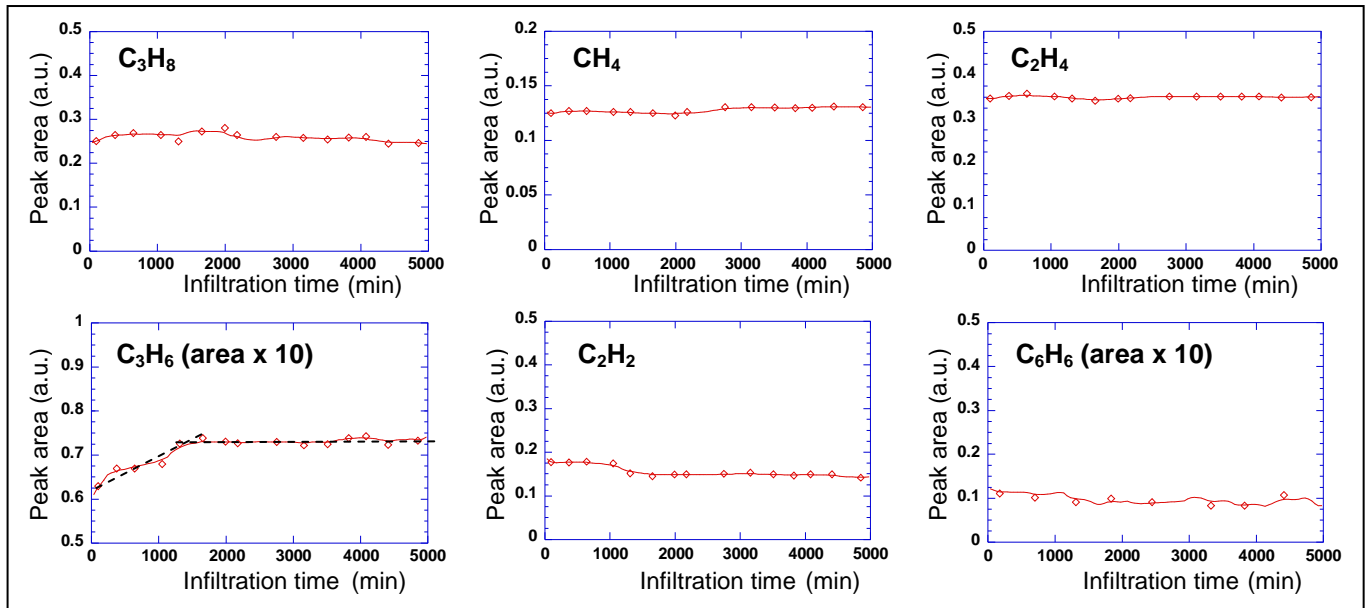 C₃H₈
Peak area (a.u.)
0.5
0.4
0.3
0.2
0.1
0
0 1000 2000 3000 4000 5000
Infiltration time (min)
CH₄
Peak area (a.u.)
0.2
0.15
0.1
0.05
0
0 1000 2000 3000 4000 5000
Infiltration time (min)
C₂H₄
Peak area (a.u.)
0.5
0.4
0.3
0.2
0.1
0
0 1000 2000 3000 4000 5000
Infiltration time (min)
C₃H₆ (area x 10)
Peak area (a.u.)
1
0.9
0.8
0.7
0.6
0.5
0 1000 2000 3000 4000 5000
Infiltration time (min)
C₂H₂
Peak area (a.u.)
0.5
0.4
0.3
0.2
0.1
0
0 1000 2000 3000 4000 5000
Infiltration time (min)
C₆H₆ (area x 10)
Peak area (a.u.)
0.5
0.4
0.3
0.2
0.1
0
0 1000 2000 3000 4000 5000
Infiltration time (min)